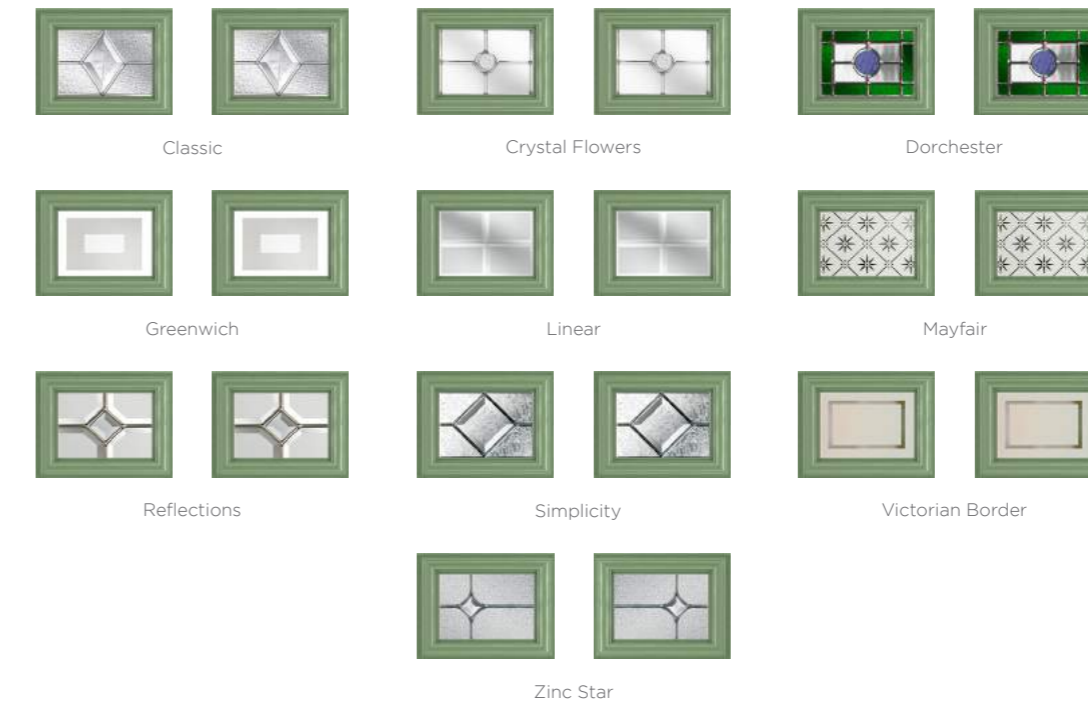 Classic
Crystal Flowers
Dorchester
Greenwich
Linear
Mayfair
Reflections
Simplicity
Victorian Border
Zinc Star